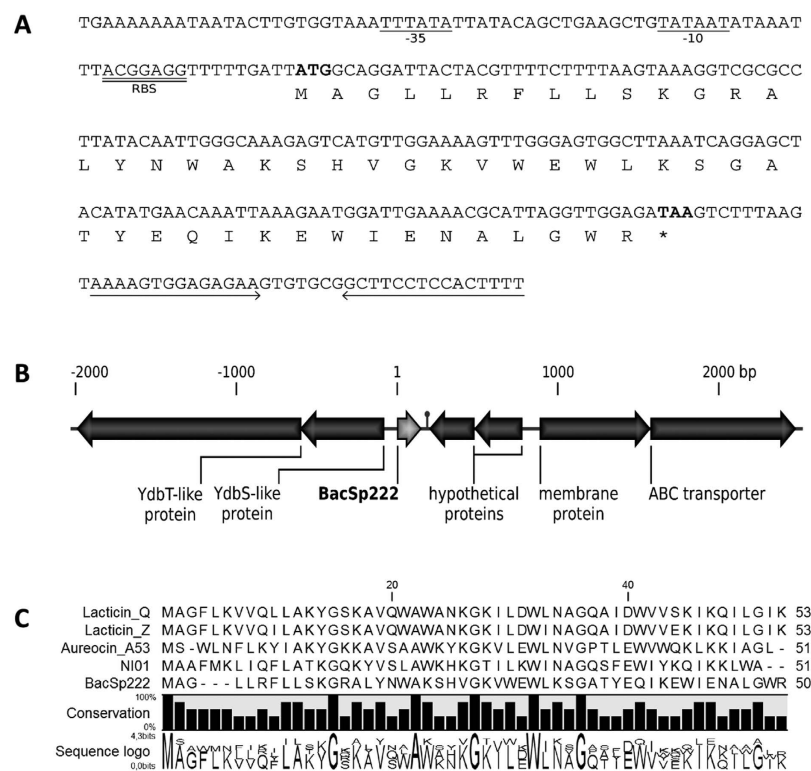 A
TGAAAAAAAATAATACTTGTGGTAAATTTATATTATACAGCTGAAGCTGTATAATATAAAT
-35 -10
TTACGGAGGTTTTTGATTATGGCAGGATTACTACGTTTTCTTTTAAGTAAAGGTCGCGCC
RBS M A G L L R F L L S K G R A
TTATACAATTGGGCAAAGAGTCATGTTGGAAAAGTTTGGGAGTGGCTTAAATCAGGAGCT
L Y N W A K S H V G K V W E W L K S G A
ACATATGAACAAATTAAAGAATGGATTGAAAACGCATTAGGTTGGAGATAAGTCTTTAAG
T Y E Q I K E W I E N A L G W R *
TAAAAGTGGAGAGAAGTGTGCGGCTTCCTCCACTTTT
B
-2000 -1000 1 1000 2000 bp
YdbT-like protein
YdbS-like protein
BacSp222
hypothetical proteins
membrane protein
ABC transporter
C
20 40
Lacticin_Q MAGFLKVVQLLAKYGSKAVQWAWANKGKILDWLNAGQAIDWVVSKIKQILGIK 53
Lacticin_Z MAGFLKVVQILAKYGSKAVQWAWANKGKILDWINAGQAIDWVVEKIKQILGIK 53
Aureocin_A53 MS-WLNFLKYIAKYGKKAVSAAWKYKGKVLEWLNVGPTLEWVWQKLKKIAGL- 51
NI01 MAAFMKLIQFLATKGQKYVSLAWKHKGTILKWINAGQSFEWIYKQIKKLWA-- 51
BacSp222 MAG---LLRFLLSKGRALYNWAKSHVGKVWEWLKSGATYEQIKEWIENALGWR 50
100%
Conservation
0%
4,3bits
Sequence logo
0,0bits